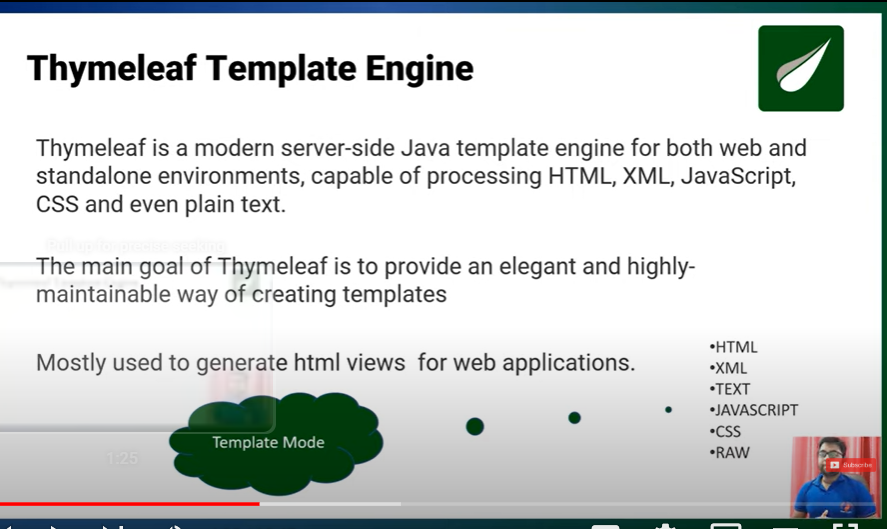 Thymeleaf Template Engine
Thymeleaf is a modern server-side Java template engine for both web and
standalone environments, capable of processing HTML, XML, JavaScript,
CSS and even plain text.
Pull up for precise seeking
The main goal of Thymeleaf is to provide an elegant and highly-
maintainable way of creating templates
Mostly used to generate html views for web applications.
•HTML
•XML
•TEXT
•JAVASCRIPT
•CSS
•RAW
Template Mode
1:25
Subscribe